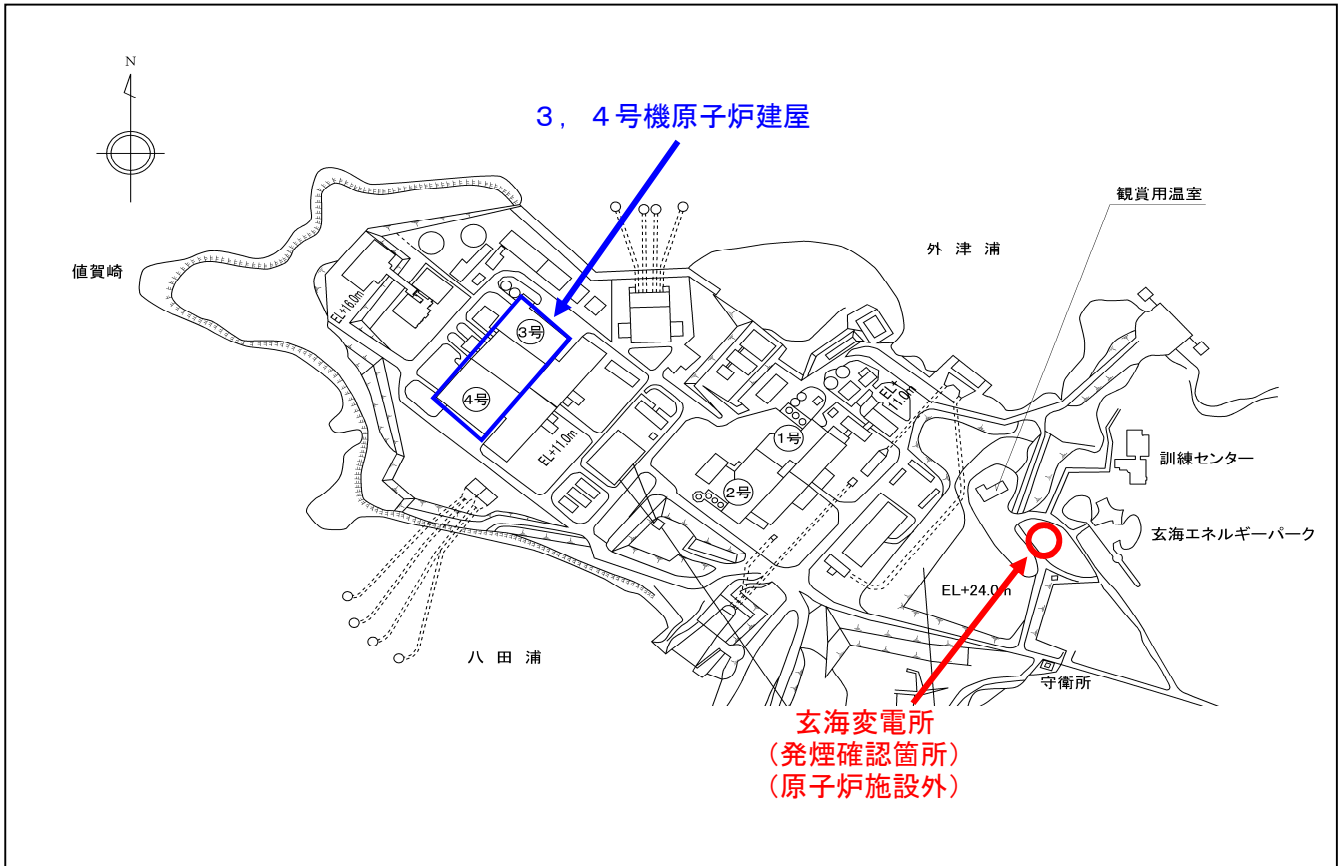 N
３，４号機原子炉建屋
観賞用温室
外津浦
値賀崎
EL+16.0m
③号
④号
EL+11.0m
EL+11.0m
①号
②号
訓練センター
玄海エネルギーパーク
EL+24.0m
八田浦
守衛所
玄海変電所
（発煙確認箇所）
（原子炉施設外）